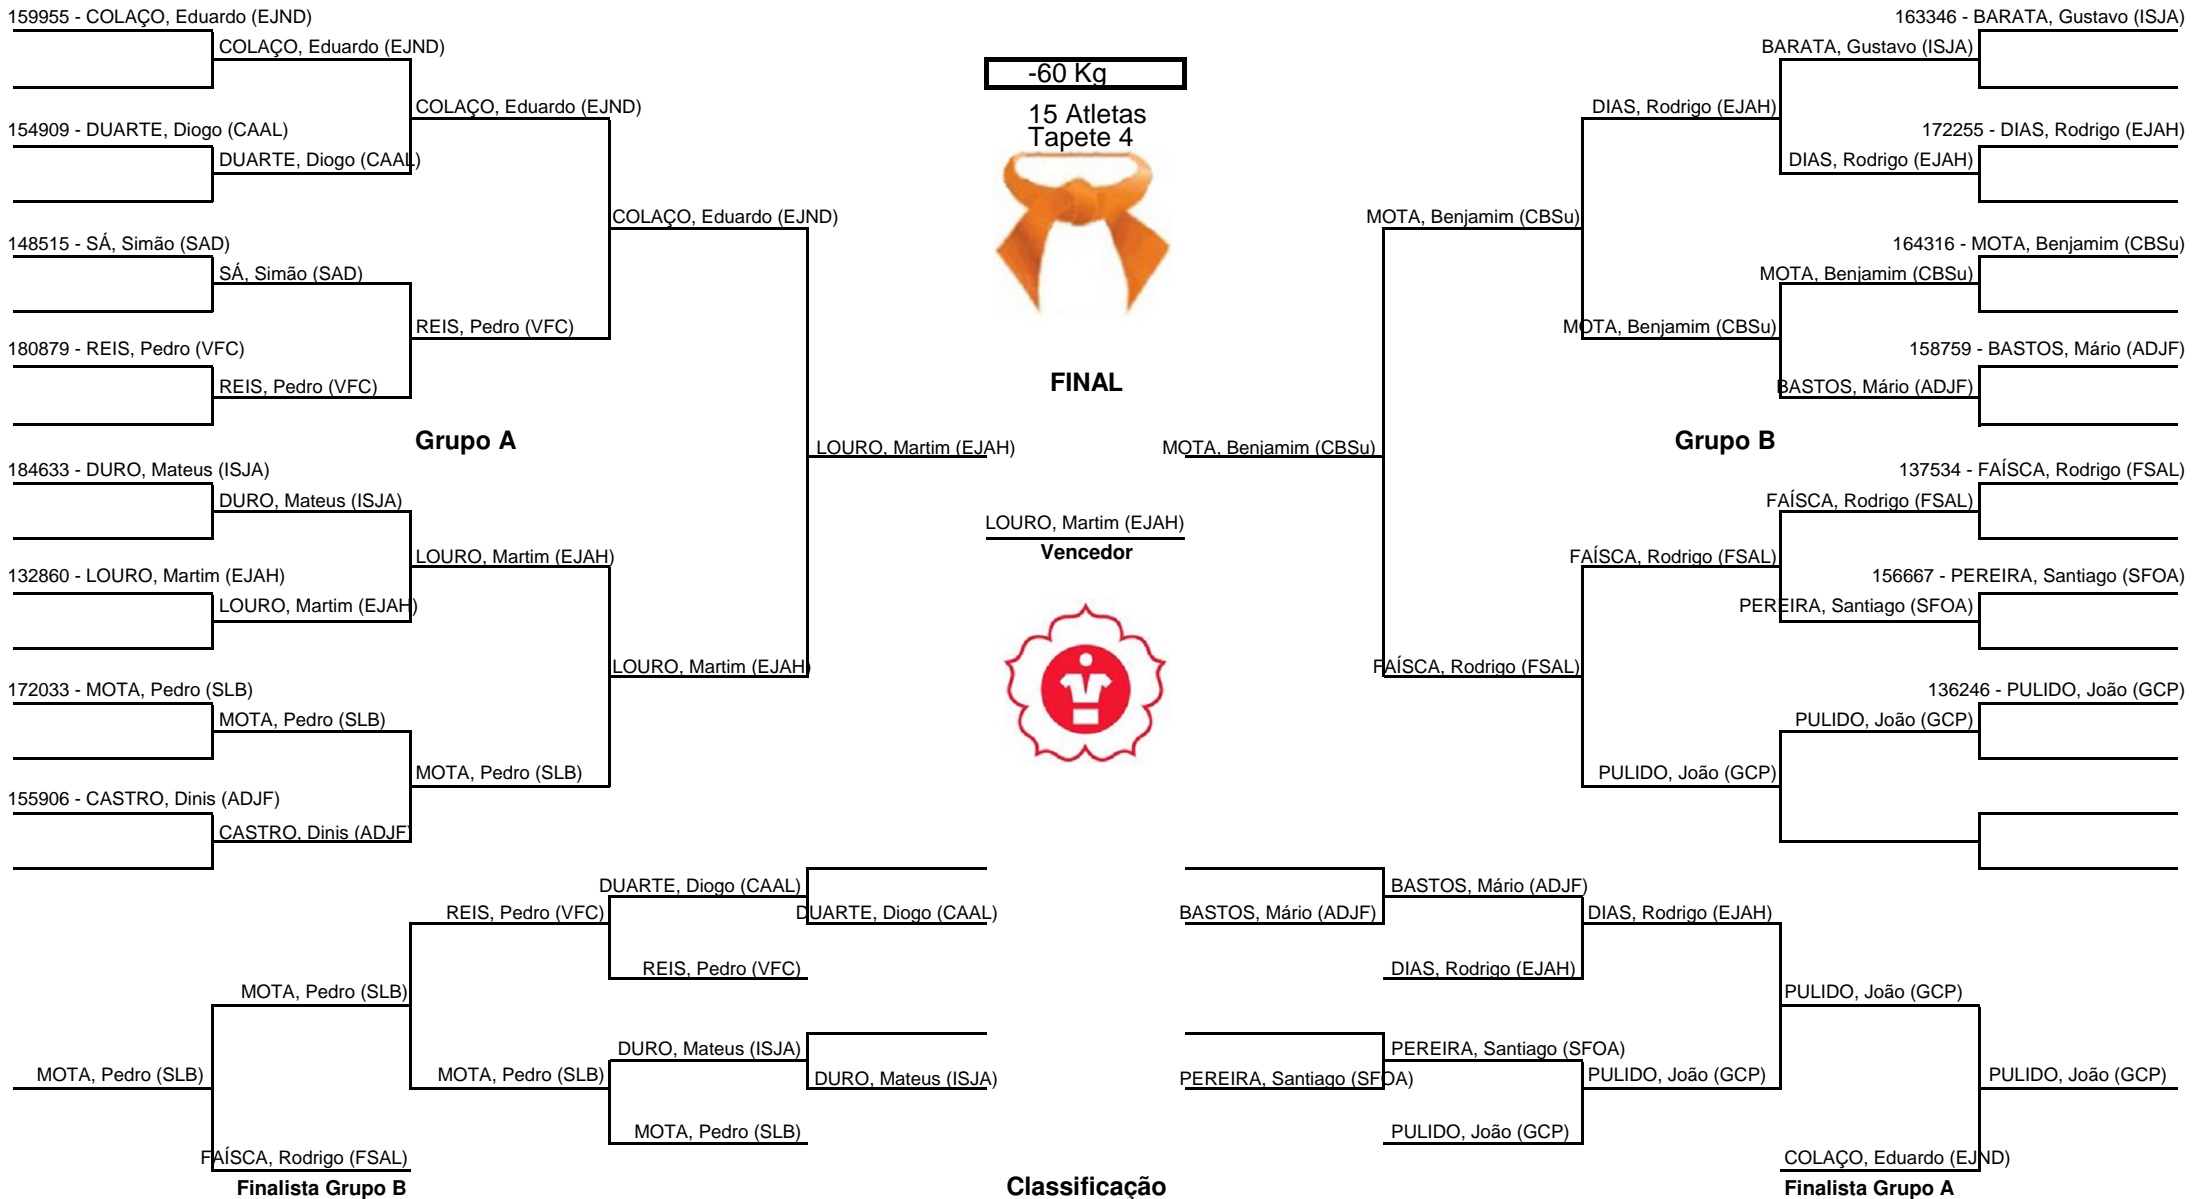 159955 - COLAÇO, Eduardo (EJND)
COLAÇO, Eduardo (EJND)
COLAÇO, Eduardo (EJND)
154909 - DUARTE, Diogo (CAAL)
DUARTE, Diogo (CAAL)
COLAÇO, Eduardo (EJND)
148515 - SÁ, Simão (SAD)
SÁ, Simão (SAD)
REIS, Pedro (VFC)
180879 - REIS, Pedro (VFC)
REIS, Pedro (VFC)
Grupo A
LOURO, Martim (EJAH)
184633 - DURO, Mateus (ISJA)
DURO, Mateus (ISJA)
LOURO, Martim (EJAH)
132860 - LOURO, Martim (EJAH)
LOURO, Martim (EJAH)
LOURO, Martim (EJAH)
172033 - MOTA, Pedro (SLB)
MOTA, Pedro (SLB)
MOTA, Pedro (SLB)
155906 - CASTRO, Dinis (ADJF)
CASTRO, Dinis (ADJF)
-60 Kg
15 Atletas
Tapete 4
FINAL
LOURO, Martim (EJAH)
Vencedor
163346 - BARATA, Gustavo (ISJA)
BARATA, Gustavo (ISJA)
DIAS, Rodrigo (EJAH)
172255 - DIAS, Rodrigo (EJAH)
DIAS, Rodrigo (EJAH)
MOTA, Benjamim (CBSu)
164316 - MOTA, Benjamim (CBSu)
MOTA, Benjamim (CBSu)
MOTA, Benjamim (CBSu)
158759 - BASTOS, Mário (ADJF)
BASTOS, Mário (ADJF)
Grupo B
MOTA, Benjamim (CBSu)
137534 - FAÍSCA, Rodrigo (FSAL)
FAÍSCA, Rodrigo (FSAL)
FAÍSCA, Rodrigo (FSAL)
156667 - PEREIRA, Santiago (SFOA)
PEREIRA, Santiago (SFOA)
FAÍSCA, Rodrigo (FSAL)
136246 - PULIDO, João (GCP)
PULIDO, João (GCP)
PULIDO, João (GCP)
DUARTE, Diogo (CAAL)
REIS, Pedro (VFC)
DUARTE, Diogo (CAAL)
REIS, Pedro (VFC)
MOTA, Pedro (SLB)
DURO, Mateus (ISJA)
MOTA, Pedro (SLB)
MOTA, Pedro (SLB)
DURO, Mateus (ISJA)
MOTA, Pedro (SLB)
FAÍSCA, Rodrigo (FSAL)
Finalista Grupo B
BASTOS, Mário (ADJF)
BASTOS, Mário (ADJF)
DIAS, Rodrigo (EJAH)
DIAS, Rodrigo (EJAH)
PULIDO, João (GCP)
PEREIRA, Santiago (SFOA)
PEREIRA, Santiago (SFOA)
PULIDO, João (GCP)
PULIDO, João (GCP)
PULIDO, João (GCP)
COLAÇO, Eduardo (EJND)
Finalista Grupo A
Classificação